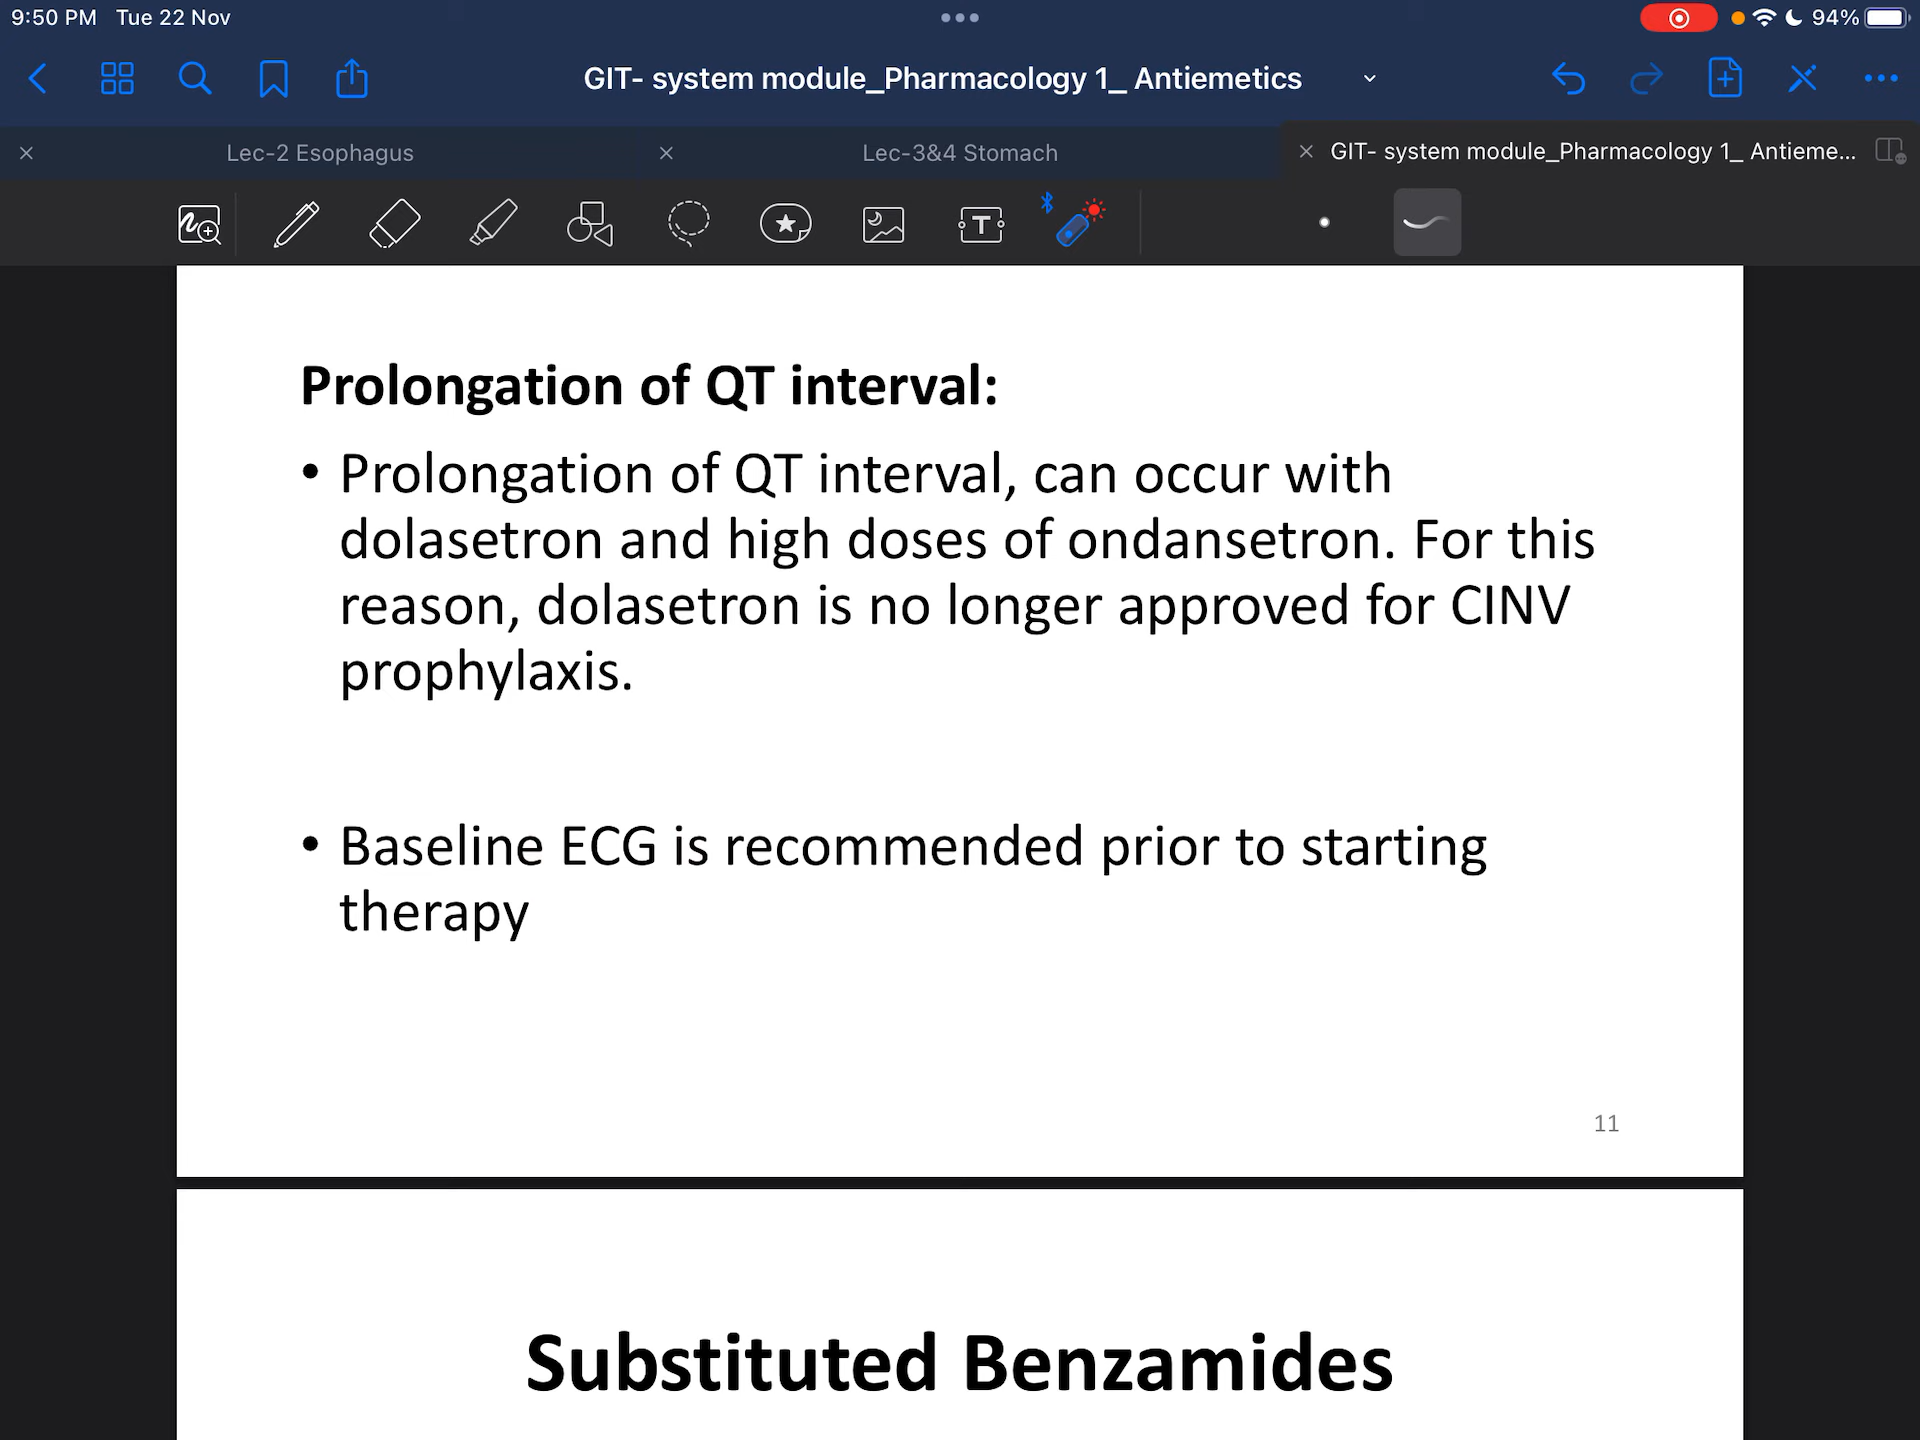 9:50 PM Tue 22 Nov
94%
GIT- system module_Pharmacology 1_ Antiemetics
Lec-2 Esophagus
Lec-3&4 Stomach
GIT- system module_Pharmacology 1_ Antieme...
T
Prolongation of QT interval:
• Prolongation of QT interval, can occur with
dolasetron and high doses of ondansetron. For this
reason, dolasetron is no longer approved for CINV
prophylaxis.
• Baseline ECG is recommended prior to starting
therapy
11
Substituted Benzamides